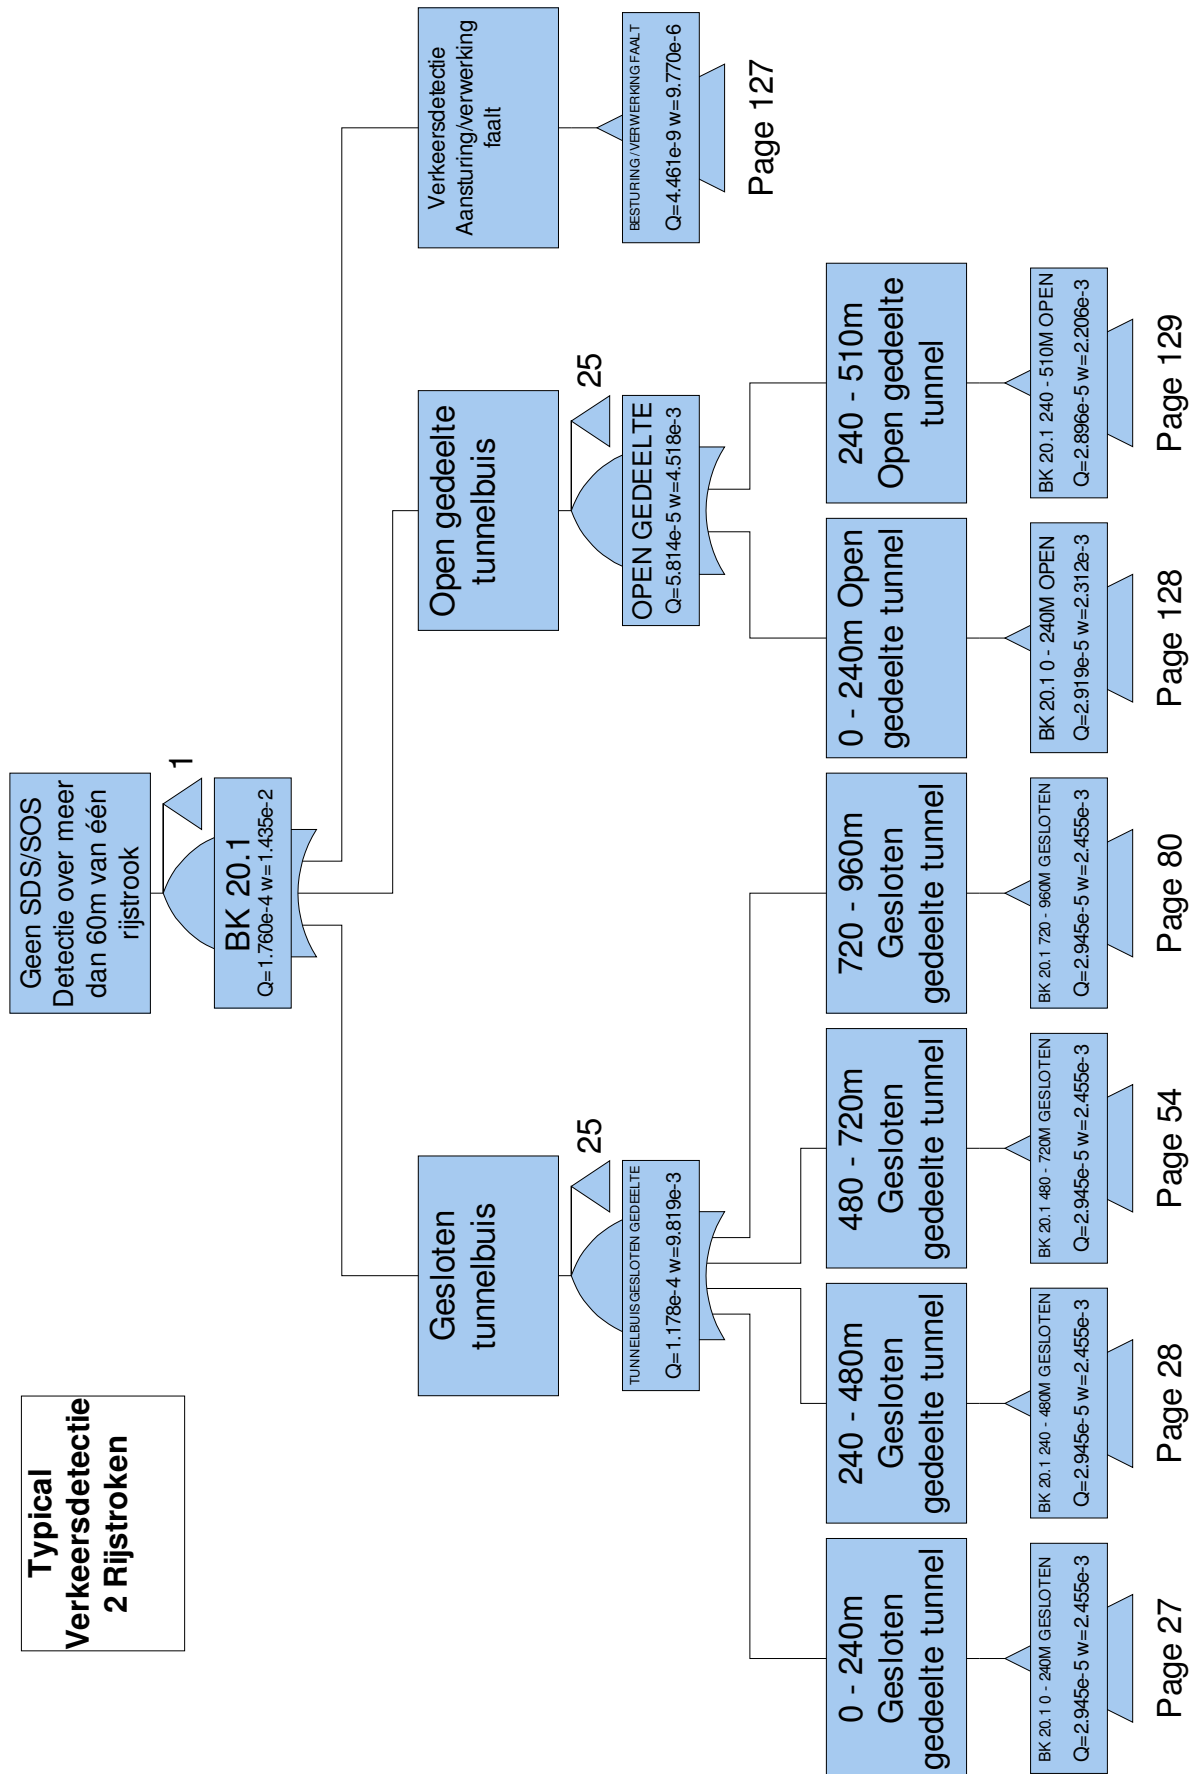 Typical
Verkeersdetectie
2 Rijstroken
Geen SDS/SOS
Detectie over meer
dan 60m van één
rijstrook
1
BK 20.1
Q=1.760e-4 w=1.435e-2
Gesloten
tunnelbuis
25
TUNNELBUIS GESLOTEN GEDEELTE
Q=1.178e-4 w=9.819e-3
Open gedeelte
tunnelbuis
25
OPEN GEDEELTE
Q=5.814e-5 w=4.518e-3
Verkeersdetectie
Aansturing/verwerking
faalt
BESTURING / VERWERKING FAALT
Q=4.461e-9 w=9.770e-6
Page 127
0 - 240m
Gesloten
gedeelte tunnel
BK 20.1 0 - 240M GESLOTEN
Q=2.945e-5 w=2.455e-3
Page 27
240 - 480m
Gesloten
gedeelte tunnel
BK 20.1 240 - 480M GESLOTEN
Q=2.945e-5 w=2.455e-3
Page 28
480 - 720m
Gesloten
gedeelte tunnel
BK 20.1 480 - 720M GESLOTEN
Q=2.945e-5 w=2.455e-3
Page 54
720 - 960m
Gesloten
gedeelte tunnel
BK 20.1 720 - 960M GESLOTEN
Q=2.945e-5 w=2.455e-3
Page 80
0 - 240m Open
gedeelte tunnel
BK 20.1 0 - 240M OPEN
Q=2.919e-5 w=2.312e-3
Page 128
240 - 510m
Open gedeelte
tunnel
BK 20.1 240 - 510M OPEN
Q=2.896e-5 w=2.206e-3
Page 129